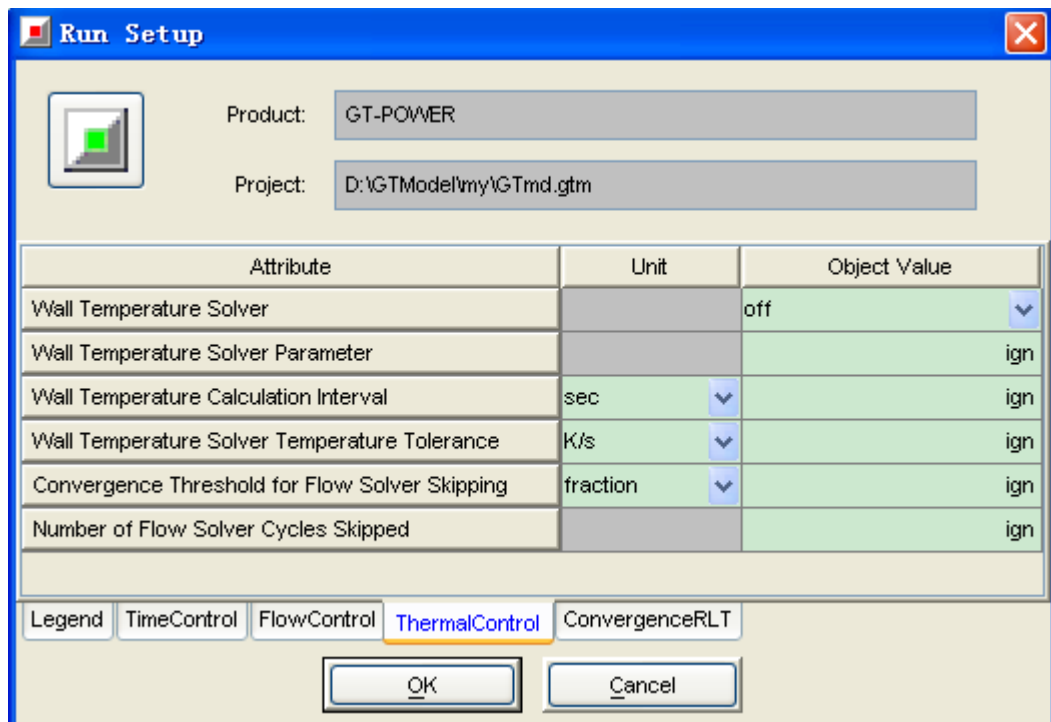 Run Setup
Product: GT-POWER
Project: D:\GTModel\my\GTmd.gtm
Attribute Unit Object Value
Wall Temperature Solver off
Wall Temperature Solver Parameter ign
Wall Temperature Calculation Interval sec ign
Wall Temperature Solver Temperature Tolerance K/s ign
Convergence Threshold for Flow Solver Skipping fraction ign
Number of Flow Solver Cycles Skipped ign
Legend TimeControl FlowControl ThermalControl ConvergenceRLT
OK Cancel